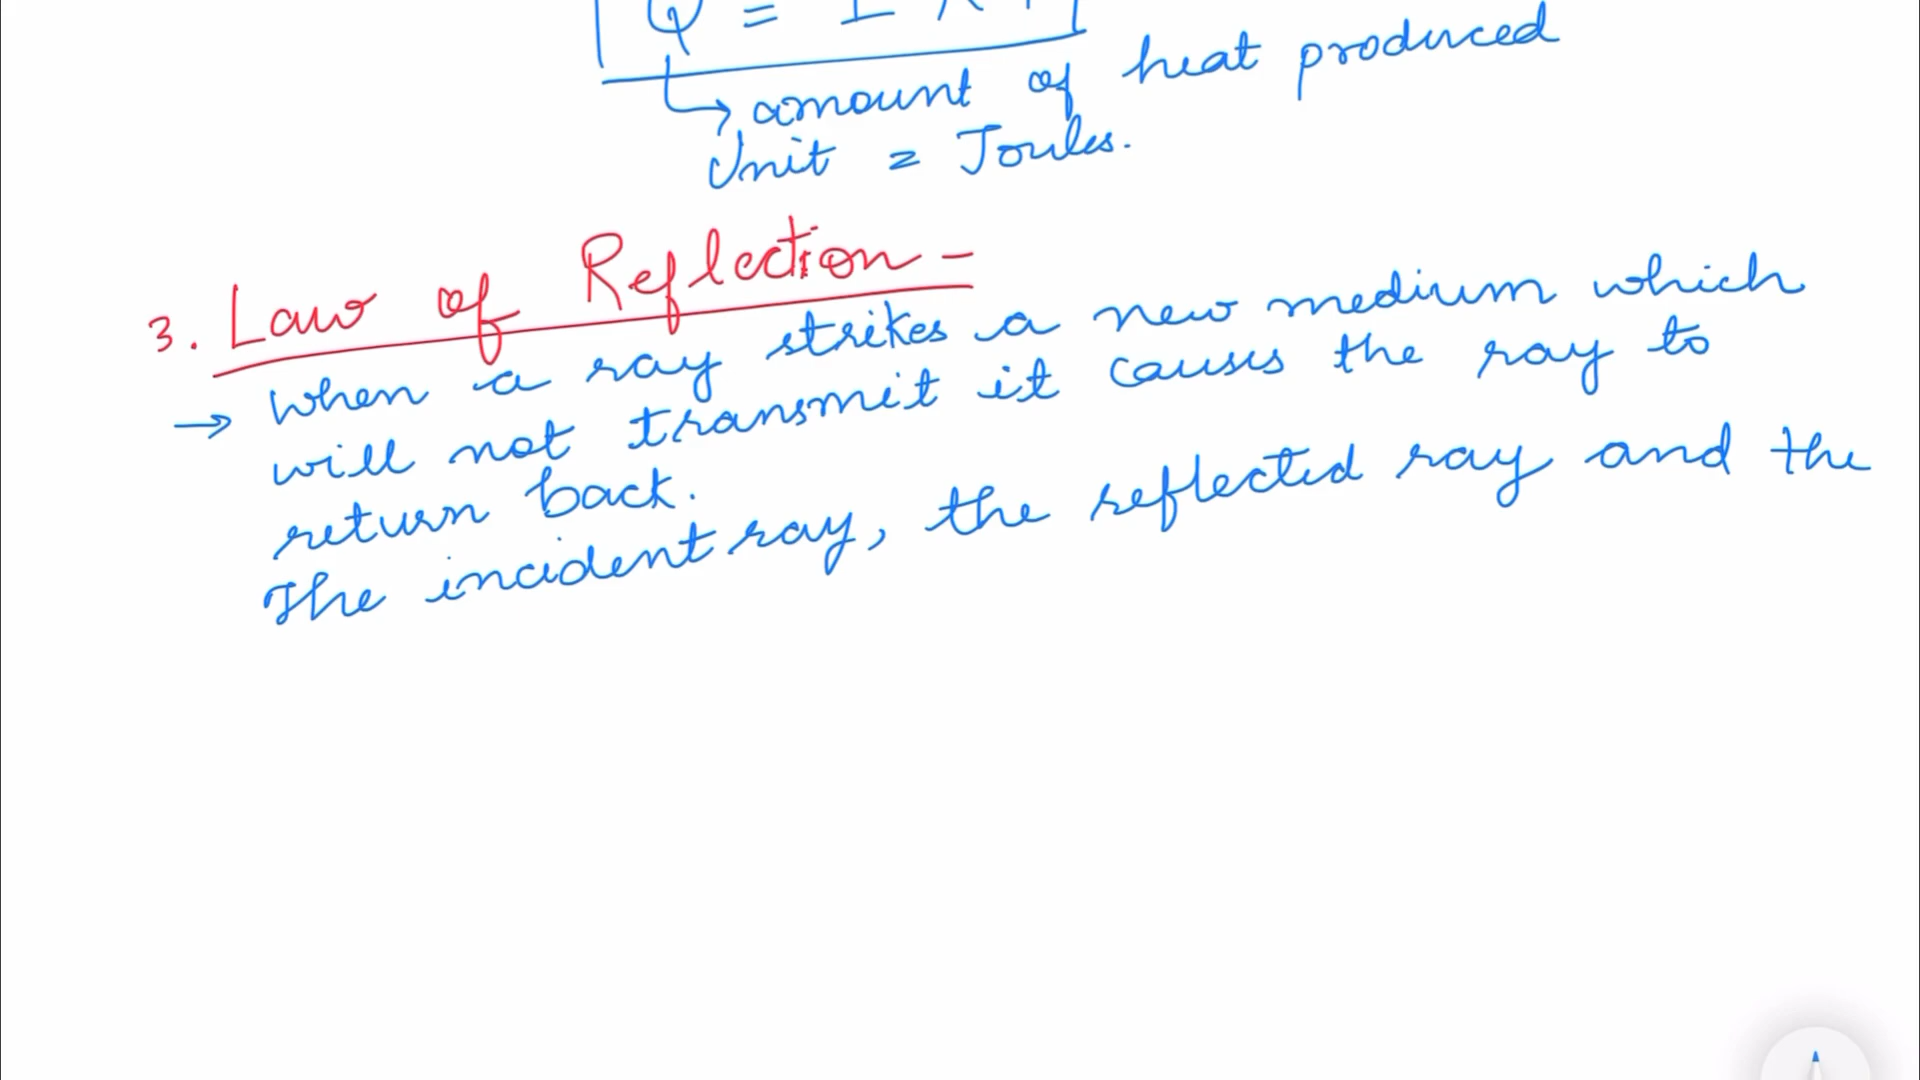 Q =
→ amount of heat produced
Unit = Joules.
3. Law of Reflection -
→ When a ray strikes a new medium which
will not transmit it causes the ray to
return back.
The incident ray, the reflected ray and the